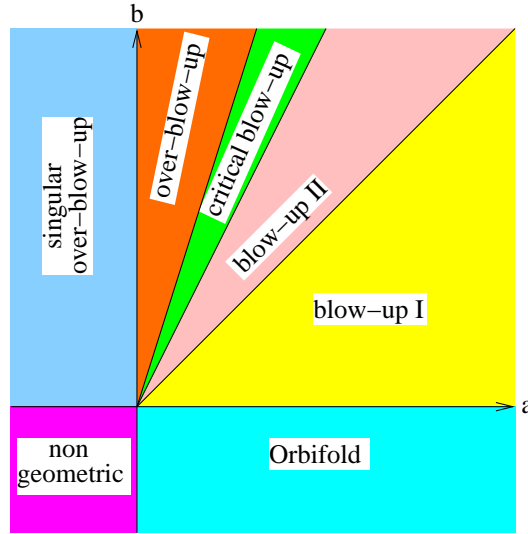 b
over−blow−up
critical blow−up
singular
over−blow−up
blow−up II
blow−up I
a
non
geometric
Orbifold